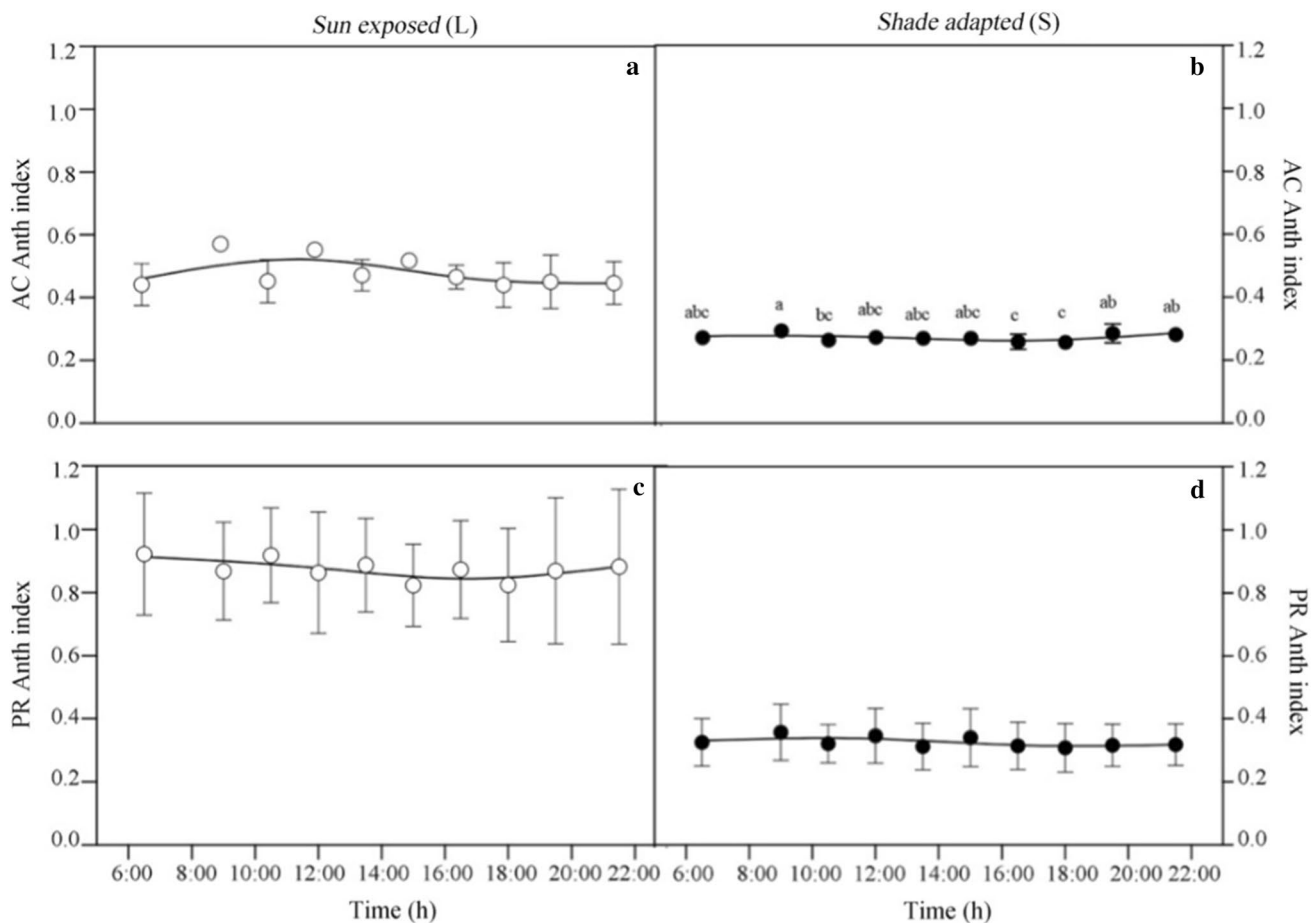 Sun exposed (L)
Shade adapted (S)
1.2
1.0
0.8
0.6
0.4
0.2
0.0
AC Anth index
a
b
abc
a
bc
abc
abc
abc
c
c
ab
ab
1.2
1.0
0.8
0.6
0.4
0.2
0.0
AC Anth index
1.2
1.0
0.8
0.6
0.4
0.2
0.0
PR Anth index
c
d
1.2
1.0
0.8
0.6
0.4
0.2
0.0
PR Anth index
6:00 8:00 10:00 12:00 14:00 16:00 18:00 20:00 22:00
Time (h)
6:00 8:00 10:00 12:00 14:00 16:00 18:00 20:00 22:00
Time (h)